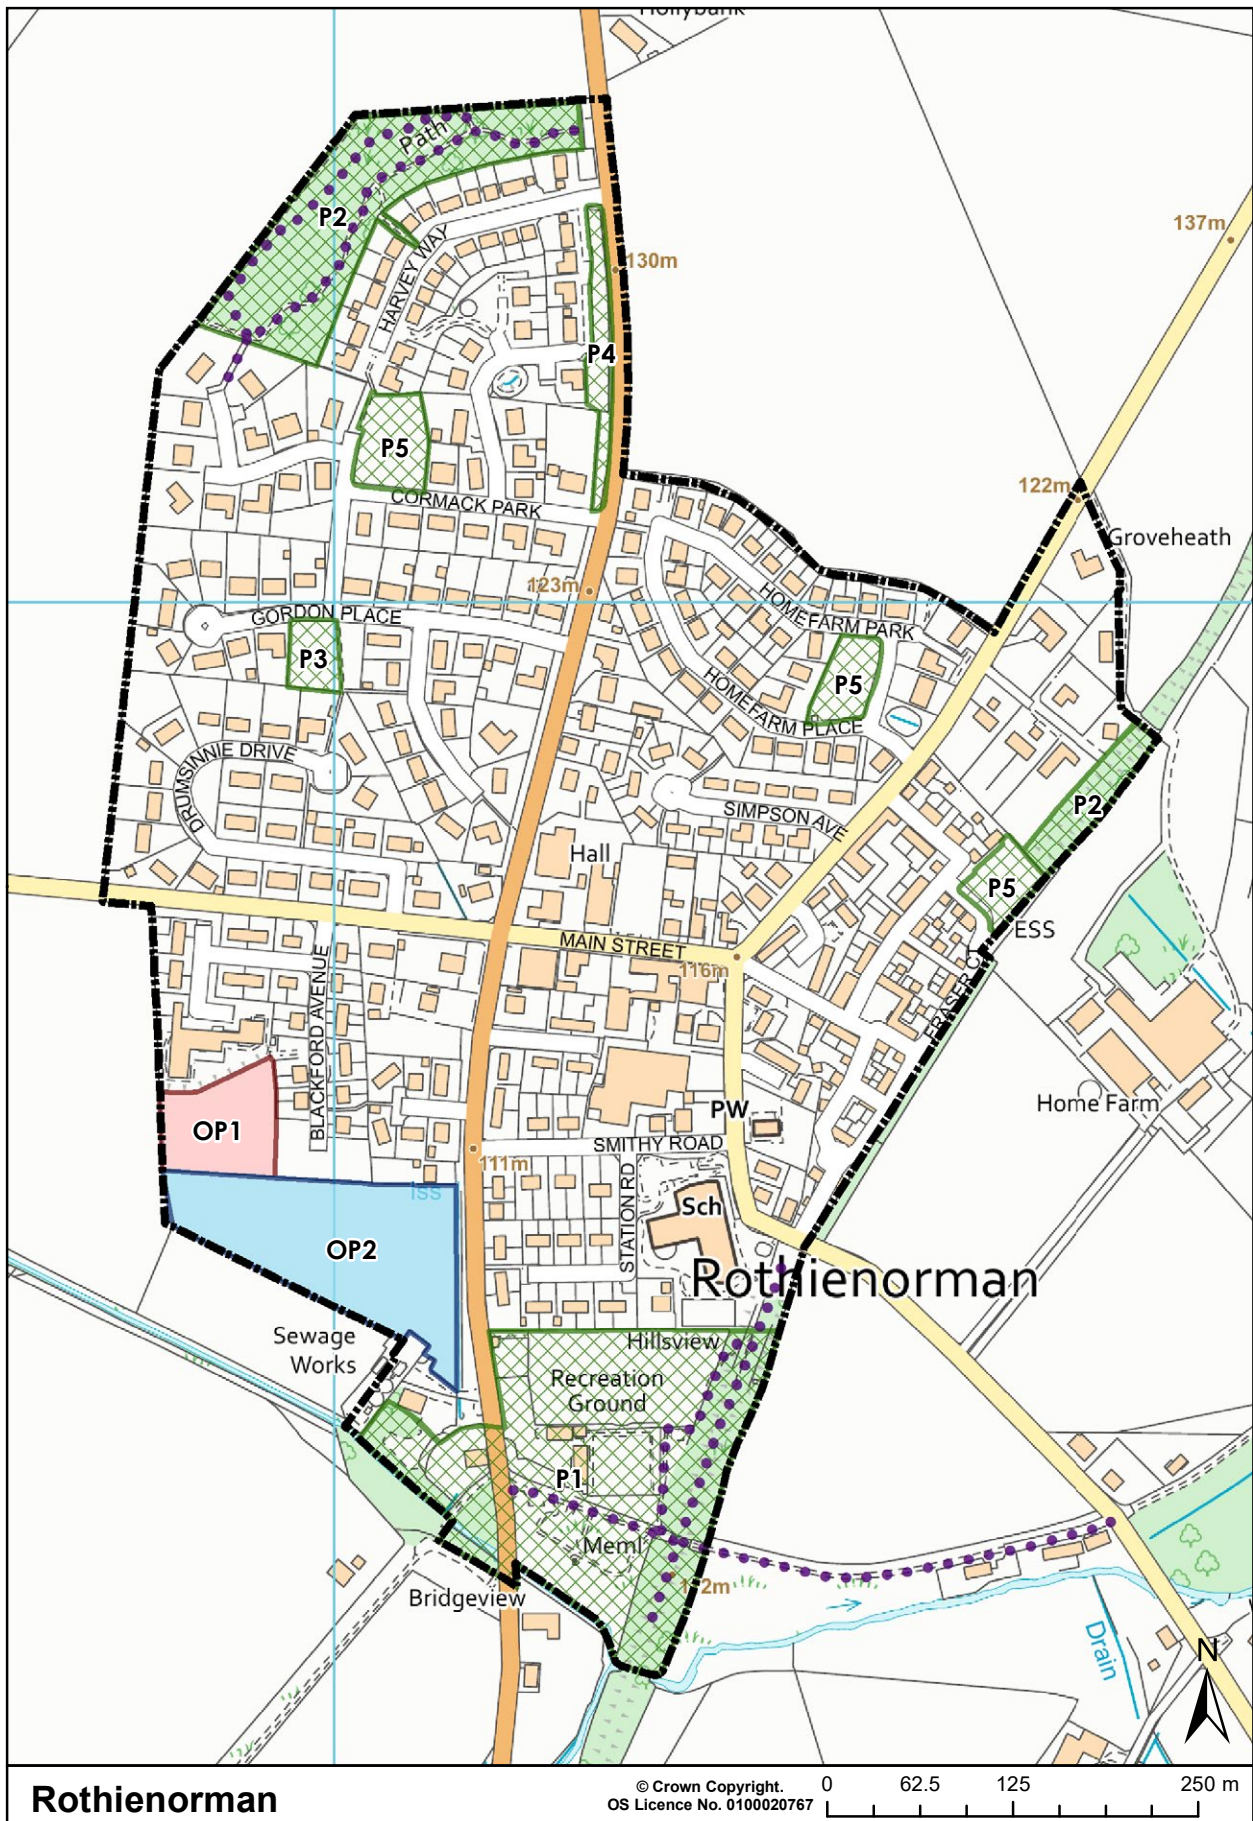 Hollybank
Path
P2
HARVEY WAY
130m
137m
P4
P5
CORMACK PARK
122m
Groveheath
123m
GORDON PLACE
HOMEFARM PARK
P3
P5
HOMEFARM PLACE
DRUMSINNIE DRIVE
SIMPSON AVE
P2
Hall
P5
ESS
MAIN STREET
116m
BLACKFORD AVENUE
FRASER CT
OP1
PW
Home Farm
SMITHY ROAD
111m
Iss
STATION RD
Sch
OP2
Rothienorman
Sewage
Works
Hillsview
Recreation
Ground
P1
Meml
112m
Bridgeview
Drain
N
Rothienorman
© Crown Copyright.
OS Licence No. 0100020767
0 62.5 125 250 m